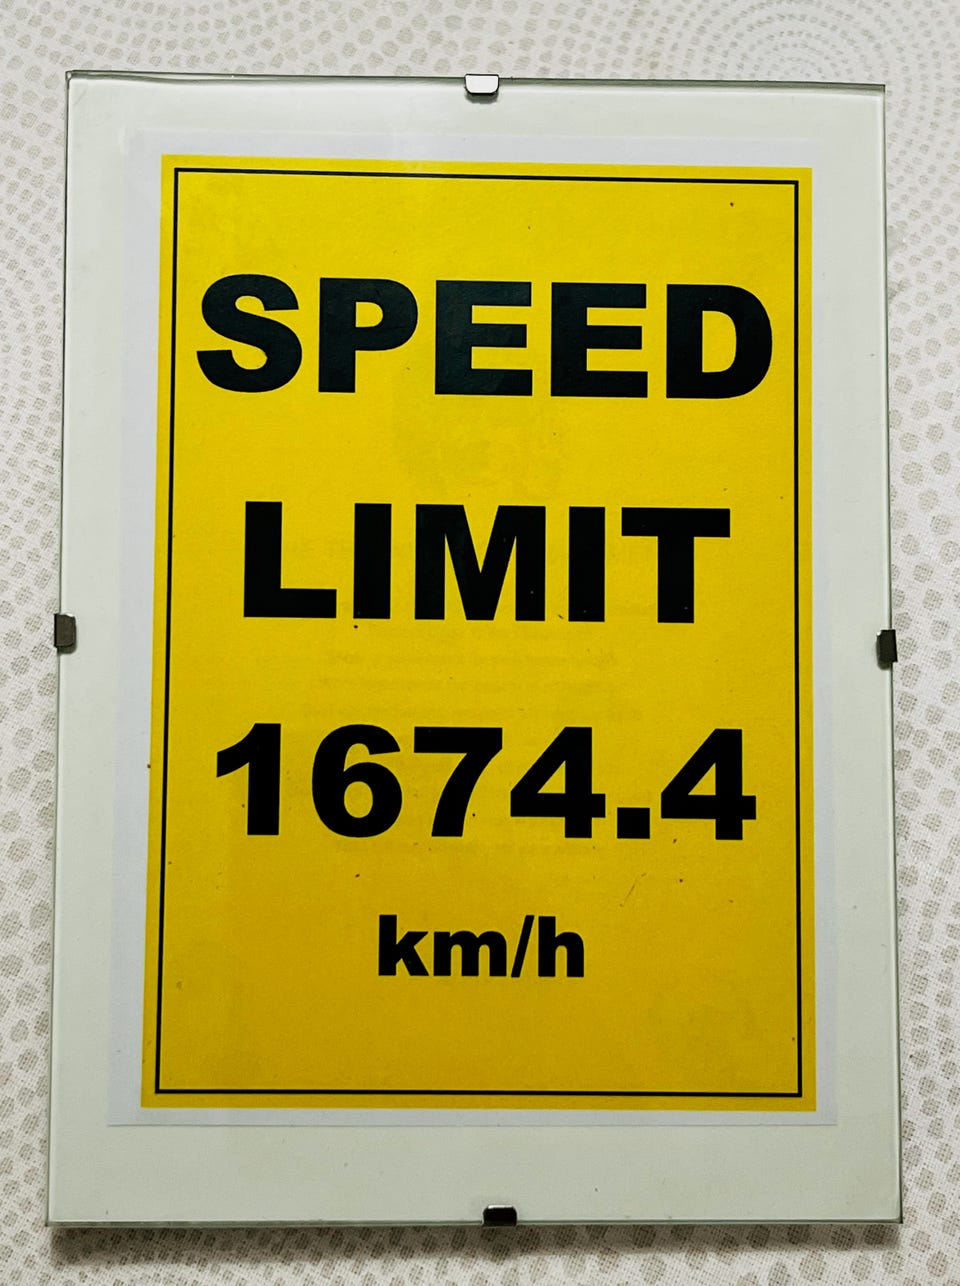 SPEED
LIMIT
1674.4
km/h